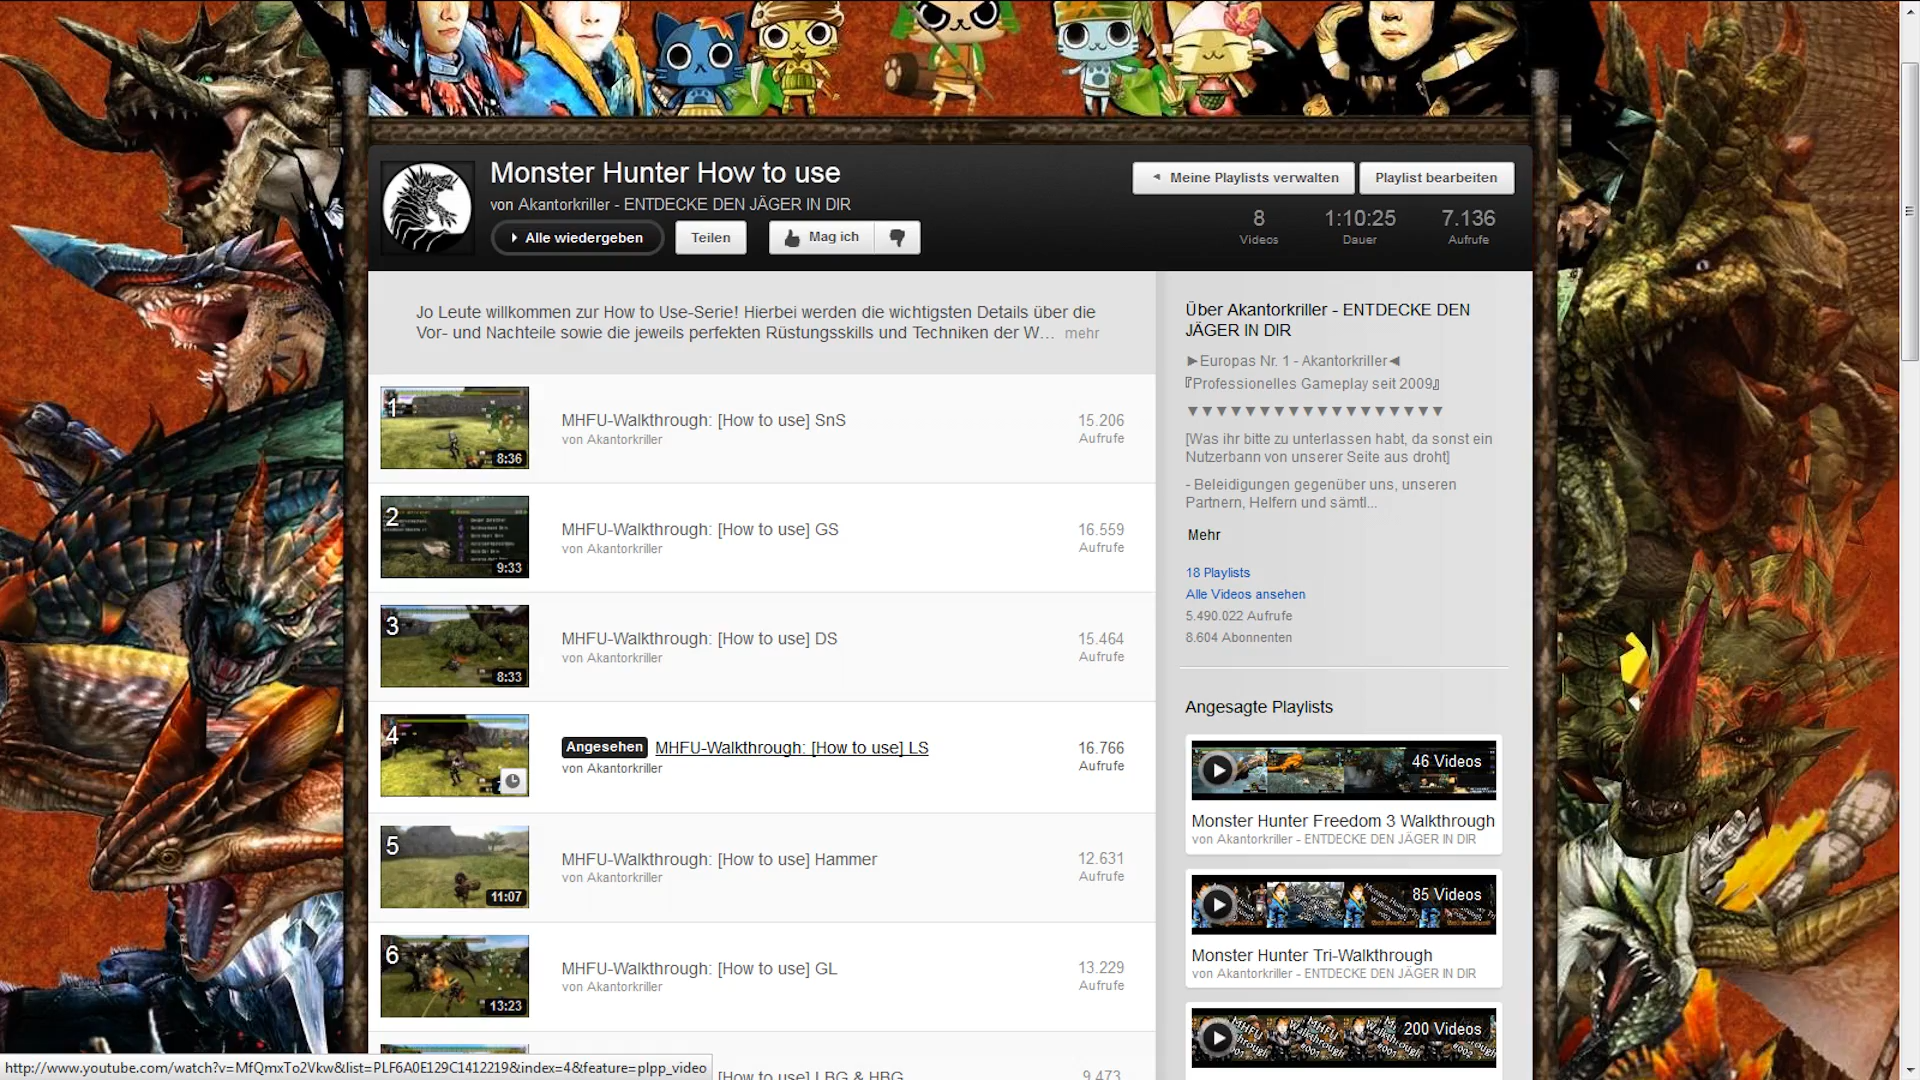 Monster Hunter How to use
von Akantorkriller - ENTDECKE DEN JÄGER IN DIR
Alle wiedergeben
Teilen
Mag ich
Meine Playlists verwalten
Playlist bearbeiten
8
Videos
1:10:25
Dauer
7.136
Aufrufe
Jo Leute willkommen zur How to Use-Serie! Hierbei werden die wichtigsten Details über die
Vor- und Nachteile sowie die jeweils perfekten Rüstungsskills und Techniken der W... mehr
1
8:36
MHFU-Walkthrough: [How to use] SnS
von Akantorkriller
15.206
Aufrufe
2
9:33
MHFU-Walkthrough: [How to use] GS
von Akantorkriller
16.559
Aufrufe
3
8:33
MHFU-Walkthrough: [How to use] DS
von Akantorkriller
15.464
Aufrufe
4
Angesehen MHFU-Walkthrough: [How to use] LS
von Akantorkriller
16.766
Aufrufe
5
11:07
MHFU-Walkthrough: [How to use] Hammer
von Akantorkriller
12.631
Aufrufe
6
13:23
MHFU-Walkthrough: [How to use] GL
von Akantorkriller
13.229
Aufrufe
[How to use] LBG & HBG
9.473
http://www.youtube.com/watch?v=MfQmxTo2Vkw&list=PLF6A0E129C1412219&index=4&feature=plpp_video
Über Akantorkriller - ENTDECKE DEN
JÄGER IN DIR
►Europas Nr. 1 - Akantorkriller◄
『Professionelles Gameplay seit 2009』
▼▼▼▼▼▼▼▼▼▼▼▼▼▼▼▼▼▼
[Was ihr bitte zu unterlassen habt, da sonst ein
Nutzerbann von unserer Seite aus droht]
- Beleidigungen gegenüber uns, unseren
Partnern, Helfern und sämtl...
Mehr
18 Playlists
Alle Videos ansehen
5.490.022 Aufrufe
8.604 Abonnenten
Angesagte Playlists
46 Videos
Monster Hunter Freedom 3 Walkthrough
von Akantorkriller - ENTDECKE DEN JÄGER IN DIR
85 Videos
Monster Hunter Tri-Walkthrough
von Akantorkriller - ENTDECKE DEN JÄGER IN DIR
200 Videos